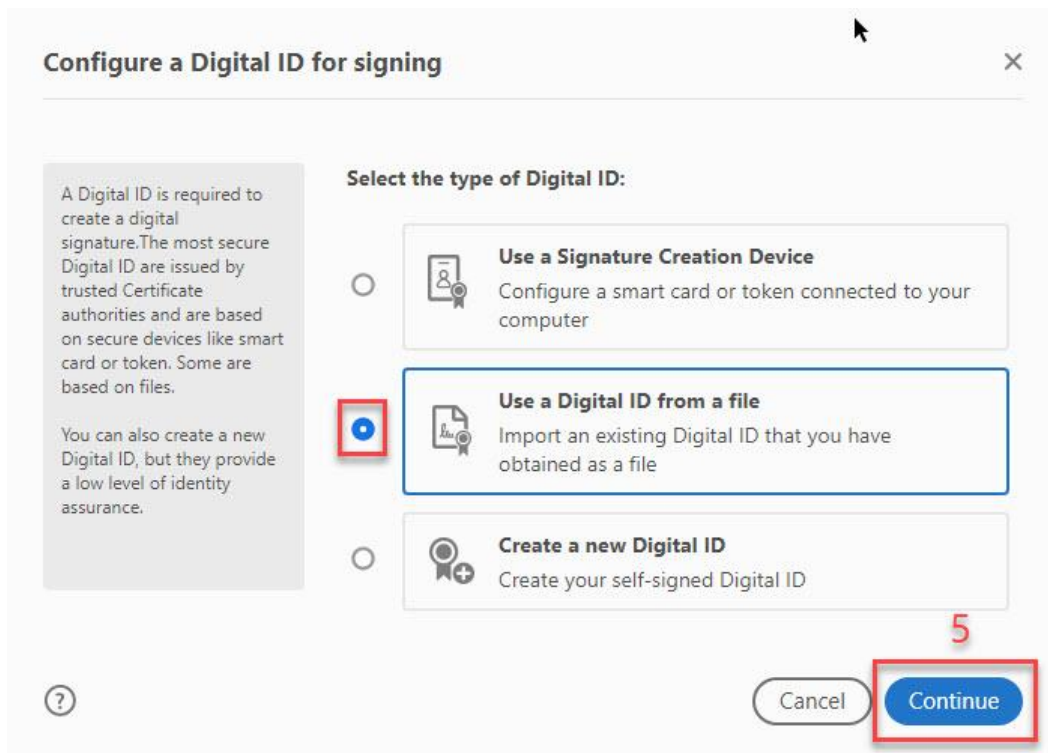 Configure a Digital ID for signing
A Digital ID is required to
create a digital
signature.The most secure
Digital ID are issued by
trusted Certificate
authorities and are based
on secure devices like smart
card or token. Some are
based on files.
You can also create a new
Digital ID, but they provide
a low level of identity
assurance.
Select the type of Digital ID:
Use a Signature Creation Device
Configure a smart card or token connected to your
computer
Use a Digital ID from a file
Import an existing Digital ID that you have
obtained as a file
Create a new Digital ID
Create your self-signed Digital ID
5
?
Cancel
Continue